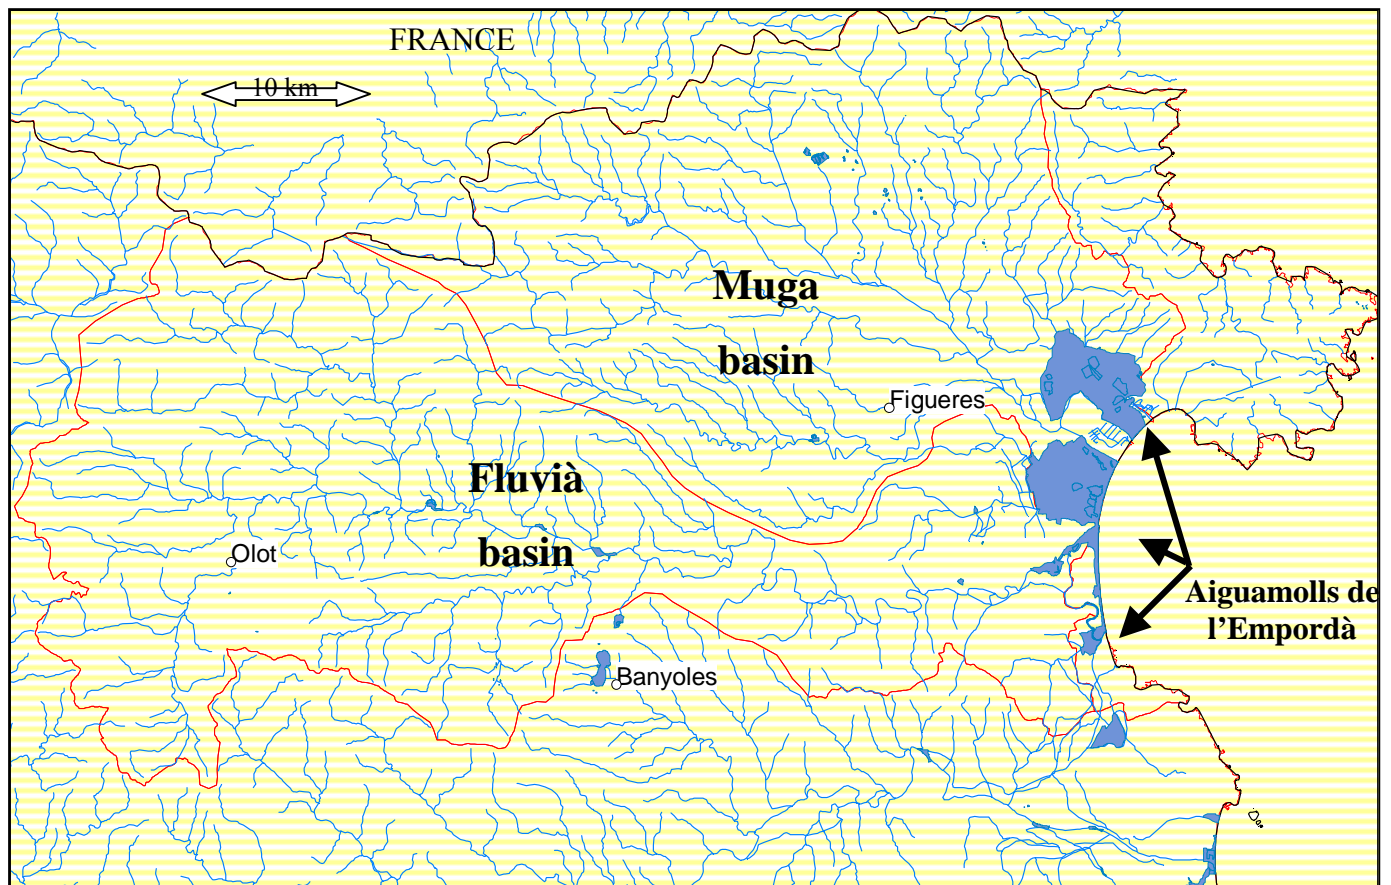 FRANCE
10 km
Muga
basin
Figueres
Fluvià
basin
Olot
Aiguamolls de
l’Empordà
Banyoles